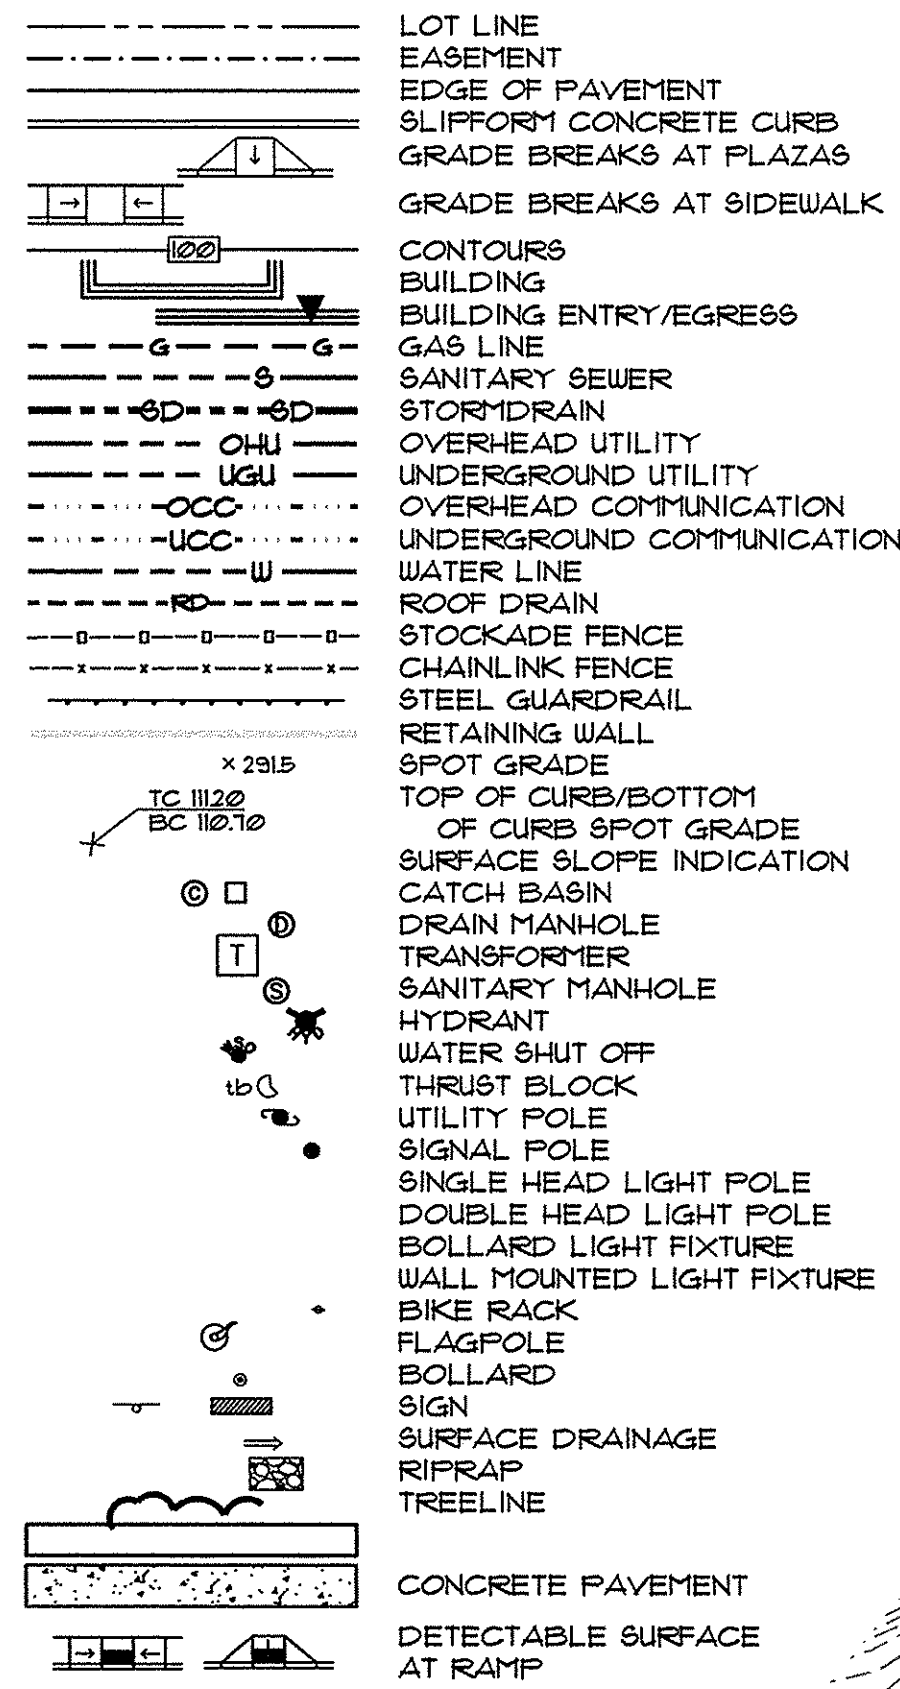 LOT LINE
EASEMENT
EDGE OF PAVEMENT
SLIPFORM CONCRETE CURB
GRADE BREAKS AT PLAZAS
GRADE BREAKS AT SIDEWALK
100 CONTOURS
BUILDING
BUILDING ENTRY/EGRESS
G G GAS LINE
S SANITARY SEWER
SD SD STORMDRAIN
OHU OVERHEAD UTILITY
UGU UNDERGROUND UTILITY
OCC OVERHEAD COMMUNICATION
UCC UNDERGROUND COMMUNICATION
W WATER LINE
RD ROOF DRAIN
STOCKADE FENCE
x x x x x CHAINLINK FENCE
STEEL GUARDRAIL
RETAINING WALL
× 291.5 SPOT GRADE
TC 111.20 TOP OF CURB/BOTTOM
BC 110.70 OF CURB SPOT GRADE
SURFACE SLOPE INDICATION
C CATCH BASIN
D DRAIN MANHOLE
T TRANSFORMER
S SANITARY MANHOLE
HYDRANT
WATER SHUT OFF
tb THRUST BLOCK
UTILITY POLE
SIGNAL POLE
SINGLE HEAD LIGHT POLE
DOUBLE HEAD LIGHT POLE
BOLLARD LIGHT FIXTURE
WALL MOUNTED LIGHT FIXTURE
BIKE RACK
FLAGPOLE
BOLLARD
SIGN
SURFACE DRAINAGE
RIPRAP
TREELINE
CONCRETE PAVEMENT
DETECTABLE SURFACE
AT RAMP